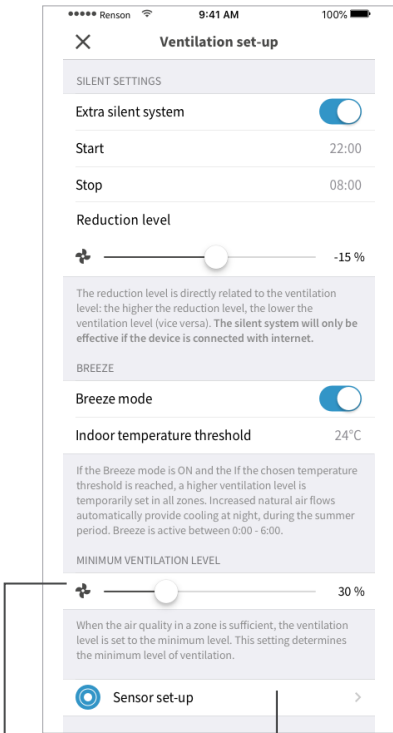 Renson 9:41 AM 100%
Ventilation set-up
SILENT SETTINGS
Extra silent system
Start 22:00
Stop 08:00
Reduction level
-15 %
The reduction level is directly related to the ventilation
level: the higher the reduction level, the lower the
ventilation level (vice versa). The silent system will only be
effective if the device is connected with internet.
BREEZE
Breeze mode
Indoor temperature threshold 24°C
If the Breeze mode is ON and the If the chosen temperature
threshold is reached, a higher ventilation level is
temporarily set in all zones. Increased natural air flows
automatically provide cooling at night, during the summer
period. Breeze is active between 0:00 - 6:00.
MINIMUM VENTILATION LEVEL
30 %
When the air quality in a zone is sufficient, the ventilation
level is set to the minimum level. This setting determines
the minimum level of ventilation.
Sensor set-up